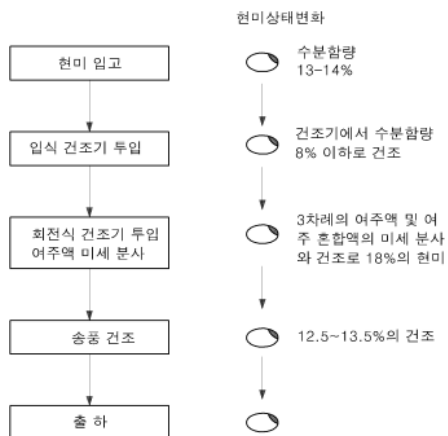 현미상태변화
현미 입고
수분함량
13-14%
입식 건조기 투입
건조기에서 수분함량
8% 이하로 건조
회전식 건조기 투입
여주액 미세 분사
3차례의 여주액 및 여
주 혼합액의 미세 분사
와 건조로 18%의 현미
송풍 건조
12.5~13.5%의 건조
출 하